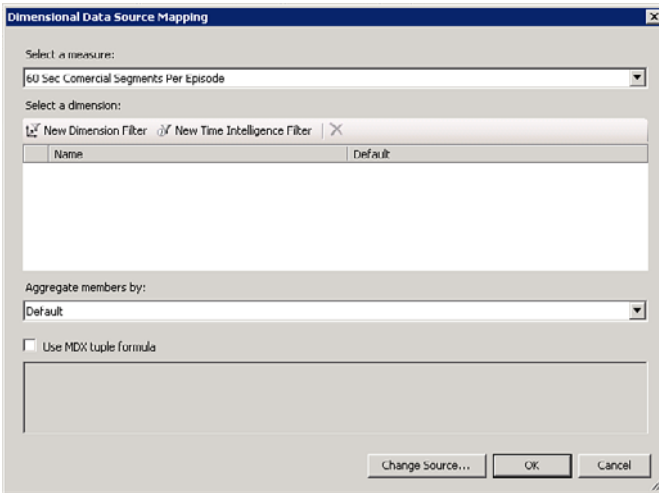 Dimensional Data Source Mapping
Select a measure:
60 Sec Comercial Segments Per Episode
Select a dimension:
New Dimension Filter New Time Intelligence Filter
Name Default
Aggregate members by:
Default
Use MDX tuple formula
Change Source... OK Cancel